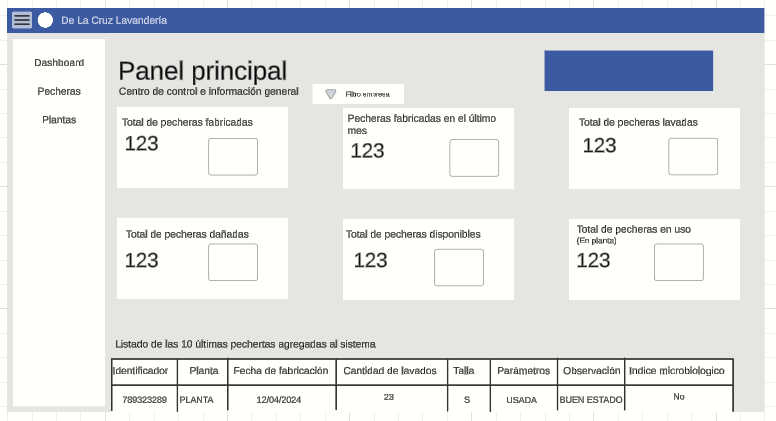 De La Cruz Lavandería
Dashboard
Pecheras
Plantas
Panel principal
Centro de control e información general
Filtro empresa
Total de pecheras fabricadas
123
Pecheras fabricadas en el último
mes
123
Total de pecheras lavadas
123
Total de pecheras dañadas
123
Total de pecheras disponibles
123
Total de pecheras en uso
(En planta)
123
Listado de las 10 últimas pechertas agregadas al sistema
Identificador Planta Fecha de fabricación Cantidad de lavados Talla Parámetros Observación Indice microbiologico
789323289 PLANTA 12/04/2024 23 S USADA BUEN ESTADO No